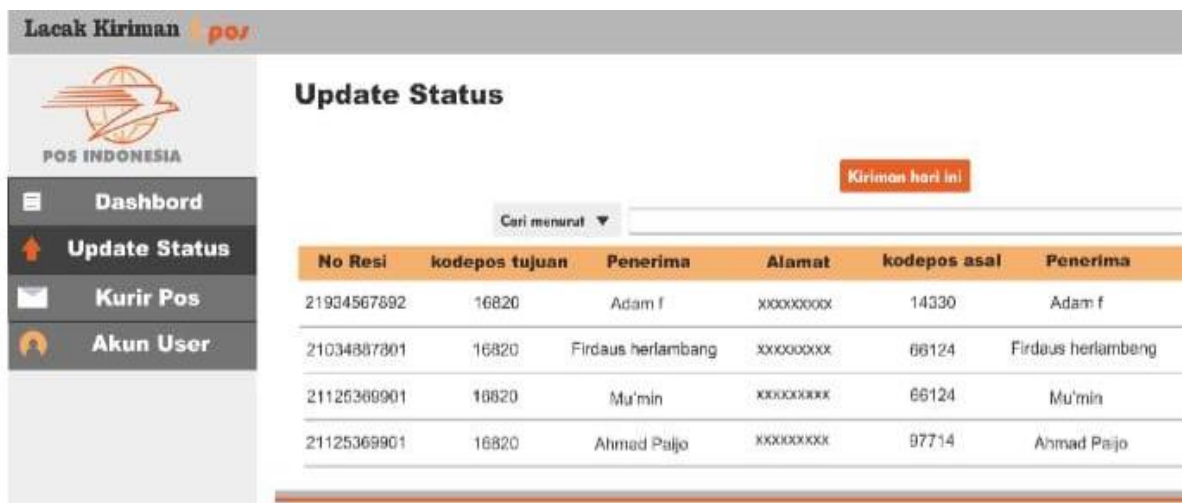 Lacak Kiriman pos
POS INDONESIA
Dashbord
Update Status
Kurir Pos
Akun User
Update Status
Kiriman hari ini
Cari menurut
No Resi kodepos tujuan Penerima Alamat kodepos asal Penerima
21934567892 16820 Adam f xxxxxxxxx 14330 Adam f
21034887801 16820 Firdaus herlambang xxxxxxxxx 66124 Firdaus herlambang
21125369901 16820 Mu'min xxxxxxxxx 66124 Mu'min
21125369901 16820 Ahmad Paijo xxxxxxxxx 97714 Ahmad Paijo